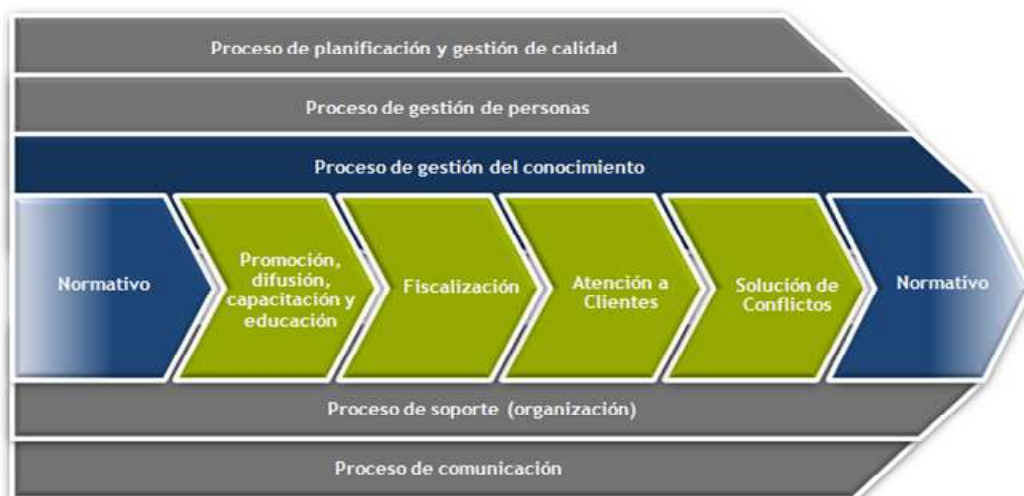 Proceso de planificación y gestión de calidad
Proceso de gestión de personas
Proceso de gestión del conocimiento
Normativo
Promoción,
difusión,
capacitación y
educación
Fiscalización
Atención a
Clientes
Solución de
Conflictos
Normativo
Proceso de soporte (organización)
Proceso de comunicación